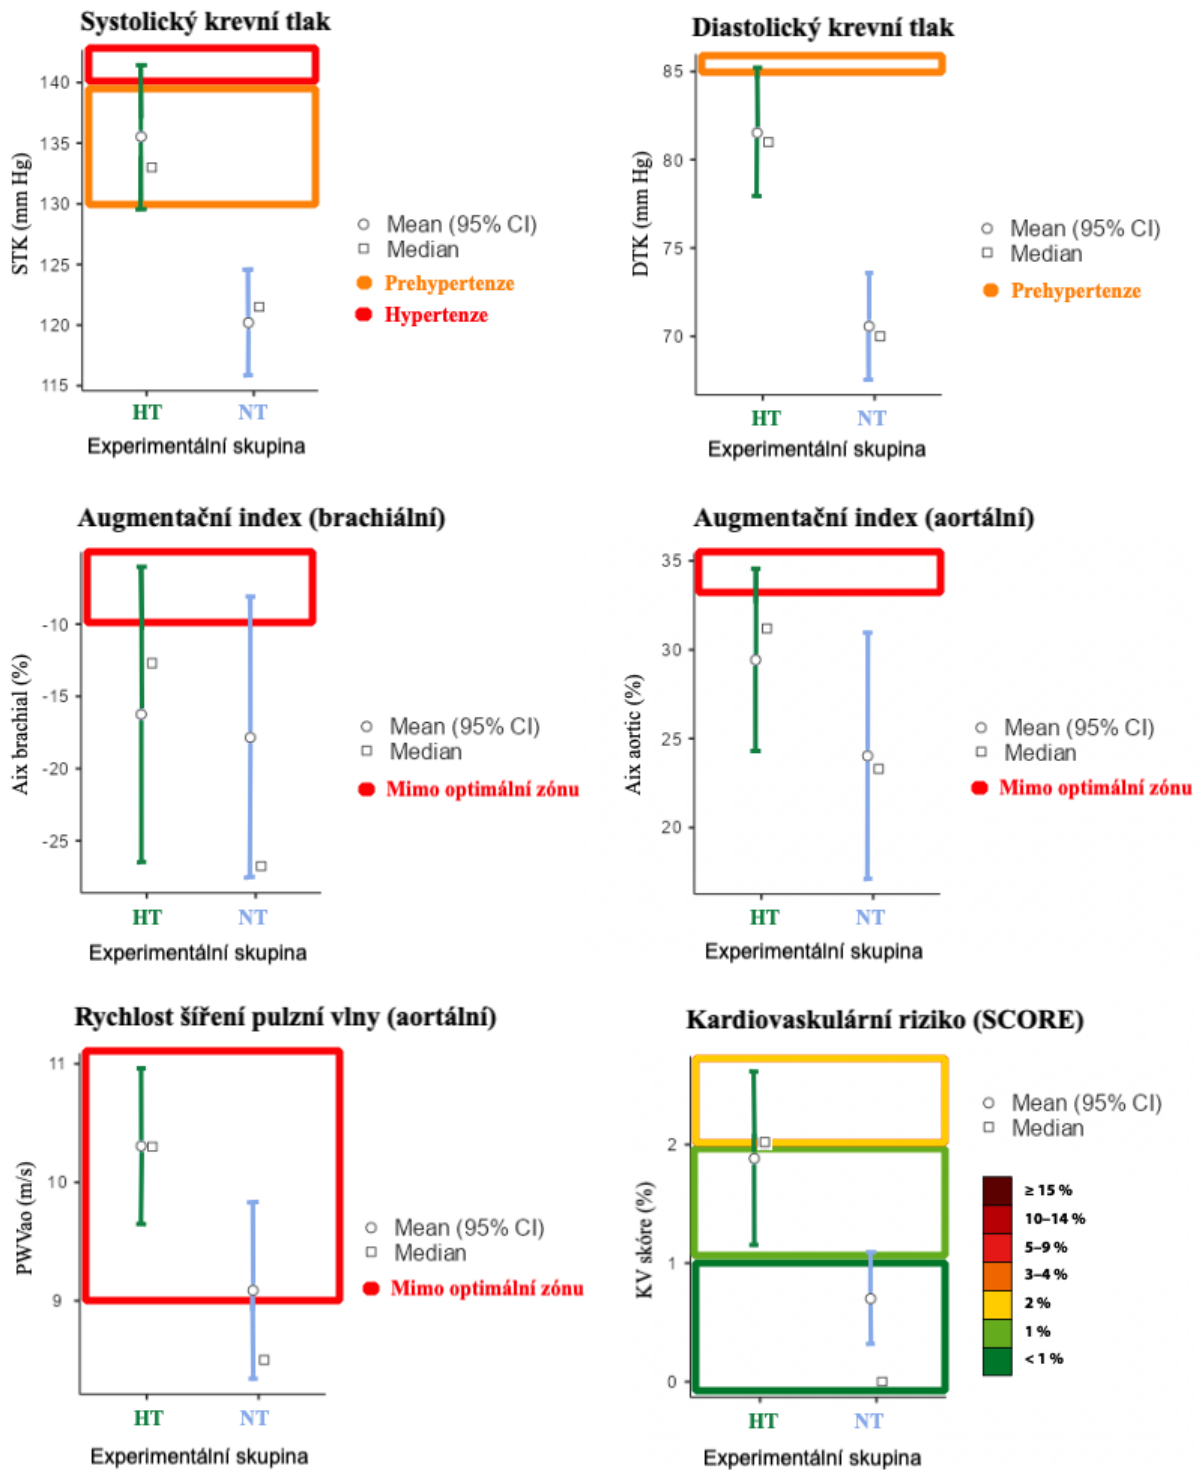 Systolický krevní tlak
STK (mm Hg)
140
135
130
125
120
115
HT NT
Experimentální skupina
Mean (95% CI)
Median
Prehypertenze
Hypertenze
Diastolický krevní tlak
DTK (mm Hg)
85
80
75
70
HT NT
Experimentální skupina
Mean (95% CI)
Median
Prehypertenze
Augmentační index (brachiální)
Aix brachial (%)
-10
-15
-20
-25
HT NT
Experimentální skupina
Mean (95% CI)
Median
Mimo optimální zónu
Augmentační index (aortální)
Aix aortic (%)
35
30
25
20
HT NT
Experimentální skupina
Mean (95% CI)
Median
Mimo optimální zónu
Rychlost šíření pulzní vlny (aortální)
PWVao (m/s)
11
10
9
HT NT
Experimentální skupina
Mean (95% CI)
Median
Mimo optimální zónu
Kardiovaskulární riziko (SCORE)
KV skóre (%)
2
1
0
HT NT
Experimentální skupina
Mean (95% CI)
Median
≥ 15 %
10–14 %
5–9 %
3–4 %
2 %
1 %
< 1 %